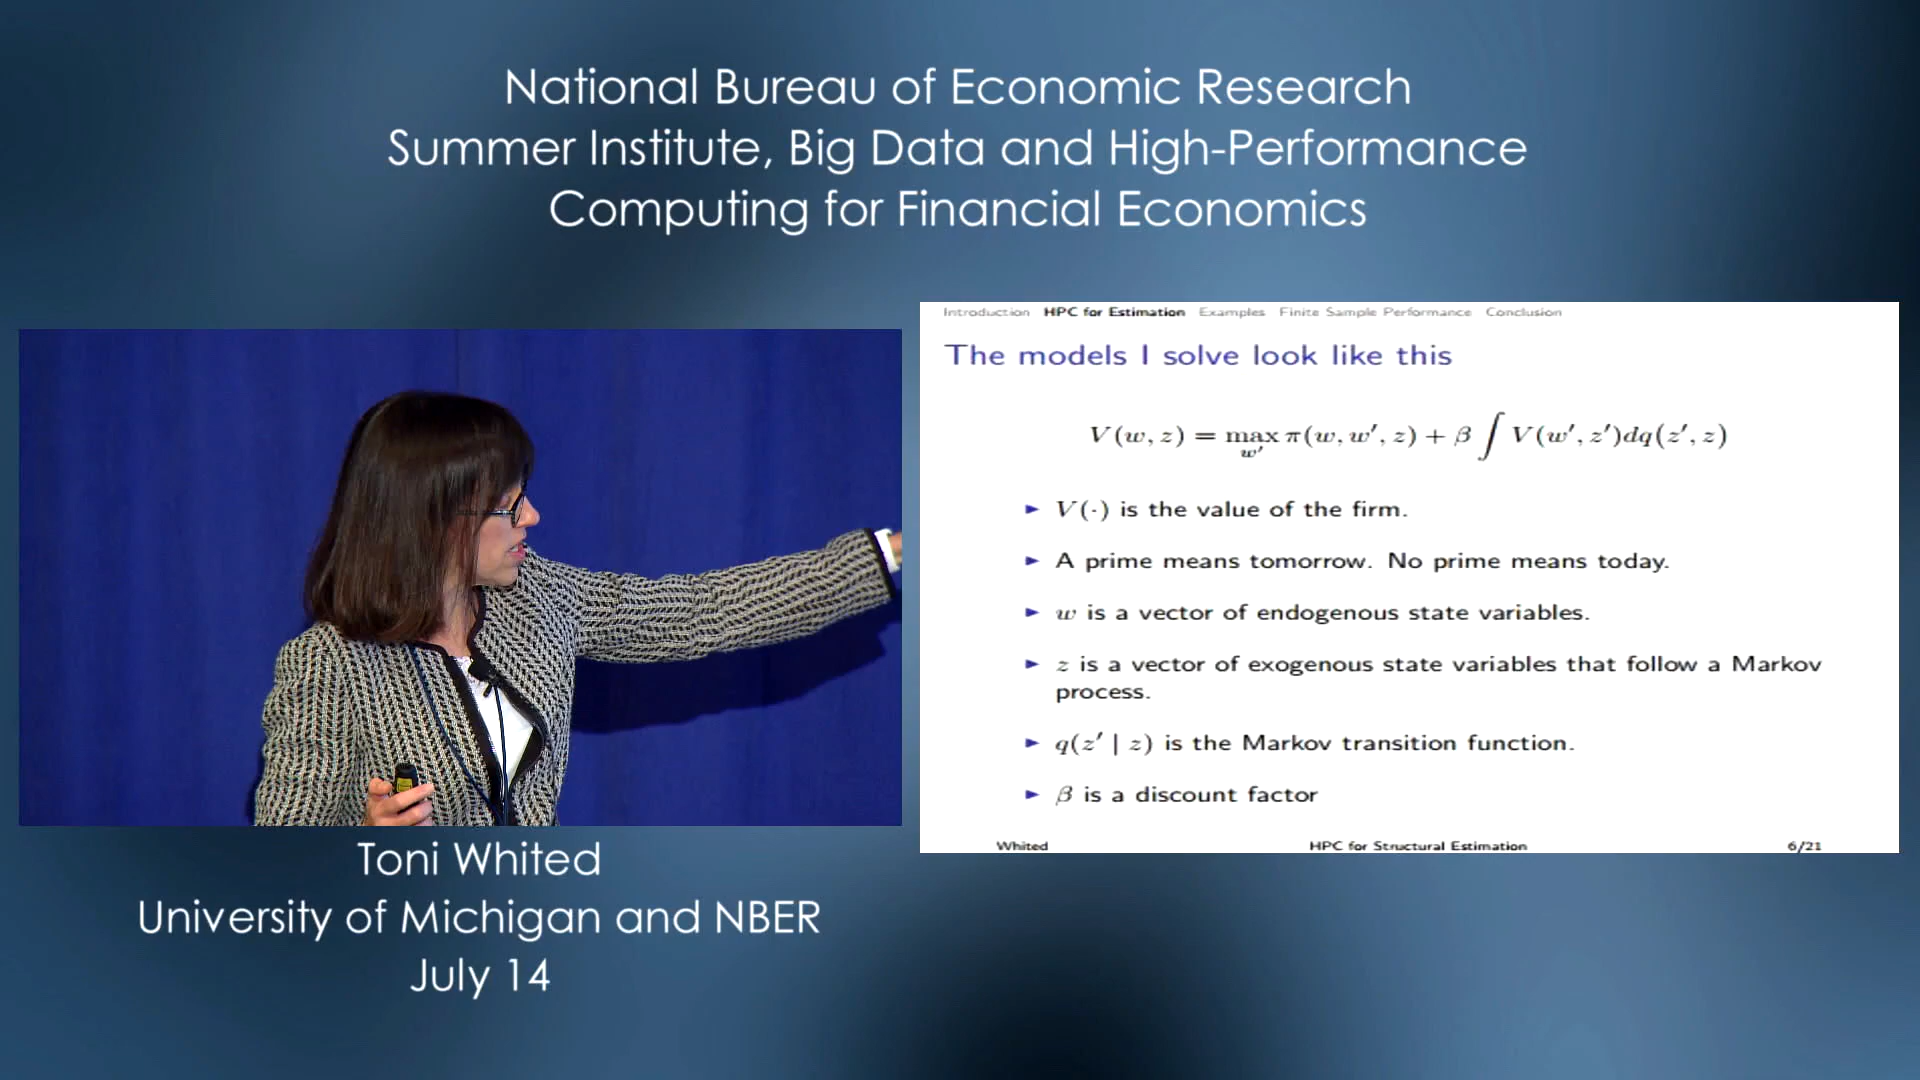 National Bureau of Economic Research
Summer Institute, Big Data and High-Performance
Computing for Financial Economics
Introduction HPC for Estimation Examples Finite Sample Performance Conclusion
The models I solve look like this
V(w, z) = max π(w, w′, z) + β ∫ V(w′, z′)dq(z′, z)
w′
► V(·) is the value of the firm.
► A prime means tomorrow. No prime means today.
► w is a vector of endogenous state variables.
► z is a vector of exogenous state variables that follow a Markov
process.
► q(z′ | z) is the Markov transition function.
► β is a discount factor
Whited HPC for Structural Estimation 6/21
Toni Whited
University of Michigan and NBER
July 14